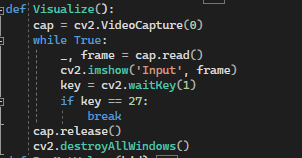 def Visualize():
    cap = cv2.VideoCapture(0)
    while True:
        _, frame = cap.read()
        cv2.imshow('Input', frame)
        key = cv2.waitKey(1)
        if key == 27:
            break
    cap.release()
    cv2.destroyAllWindows()